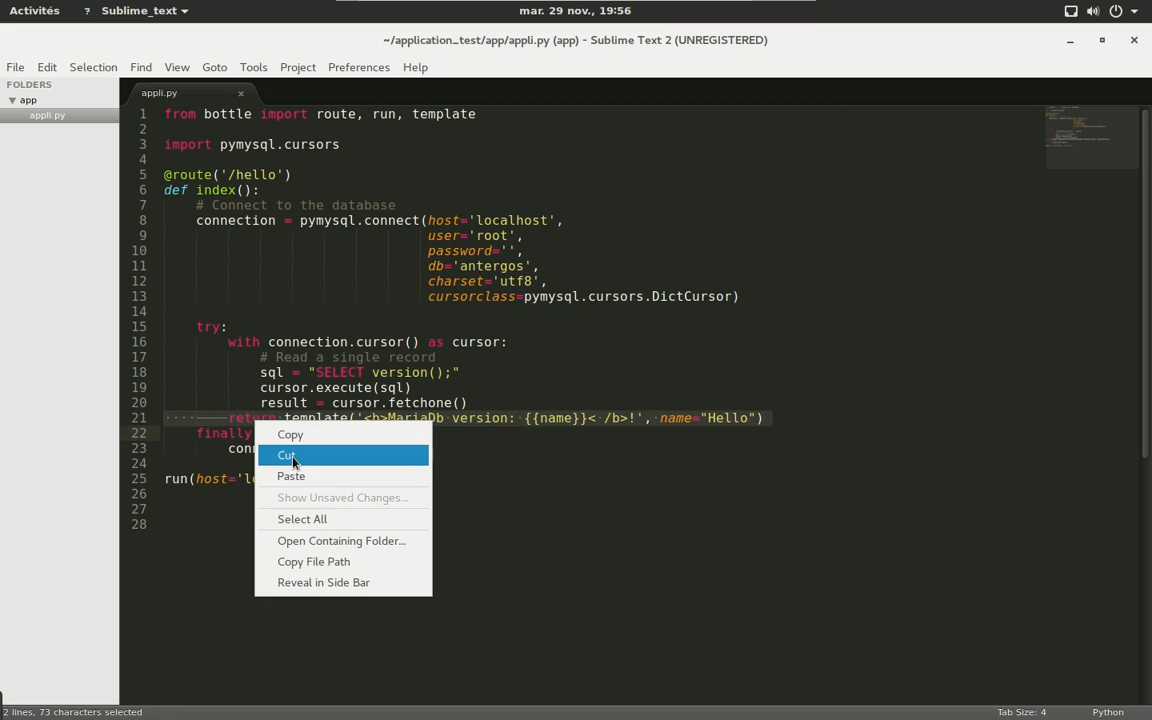 Activités
? Sublime_text
mar. 29 nov., 19:56
~/application_test/app/appli.py (app) - Sublime Text 2 (UNREGISTERED)
File Edit Selection Find View Goto Tools Project Preferences Help
FOLDERS
app
appli.py
appli.py
1 from bottle import route, run, template
2
3 import pymysql.cursors
4
5 @route('/hello')
6 def index():
7 # Connect to the database
8 connection = pymysql.connect(host='localhost',
9 user='root',
10 password='',
11 db='antergos',
12 charset='utf8',
13 cursorclass=pymysql.cursors.DictCursor)
14
15 try:
16 with connection.cursor() as cursor:
17 # Read a single record
18 sql = "SELECT version();"
19 cursor.execute(sql)
20 result = cursor.fetchone()
21 return template('<b>MariaDb version: {{name}}< /b>!', name="Hello")
22 finally
23 conn
24
25 run(host='lo
26
27
28
Copy
Cut
Paste
Show Unsaved Changes...
Select All
Open Containing Folder...
Copy File Path
Reveal in Side Bar
2 lines, 73 characters selected
Tab Size: 4
Python